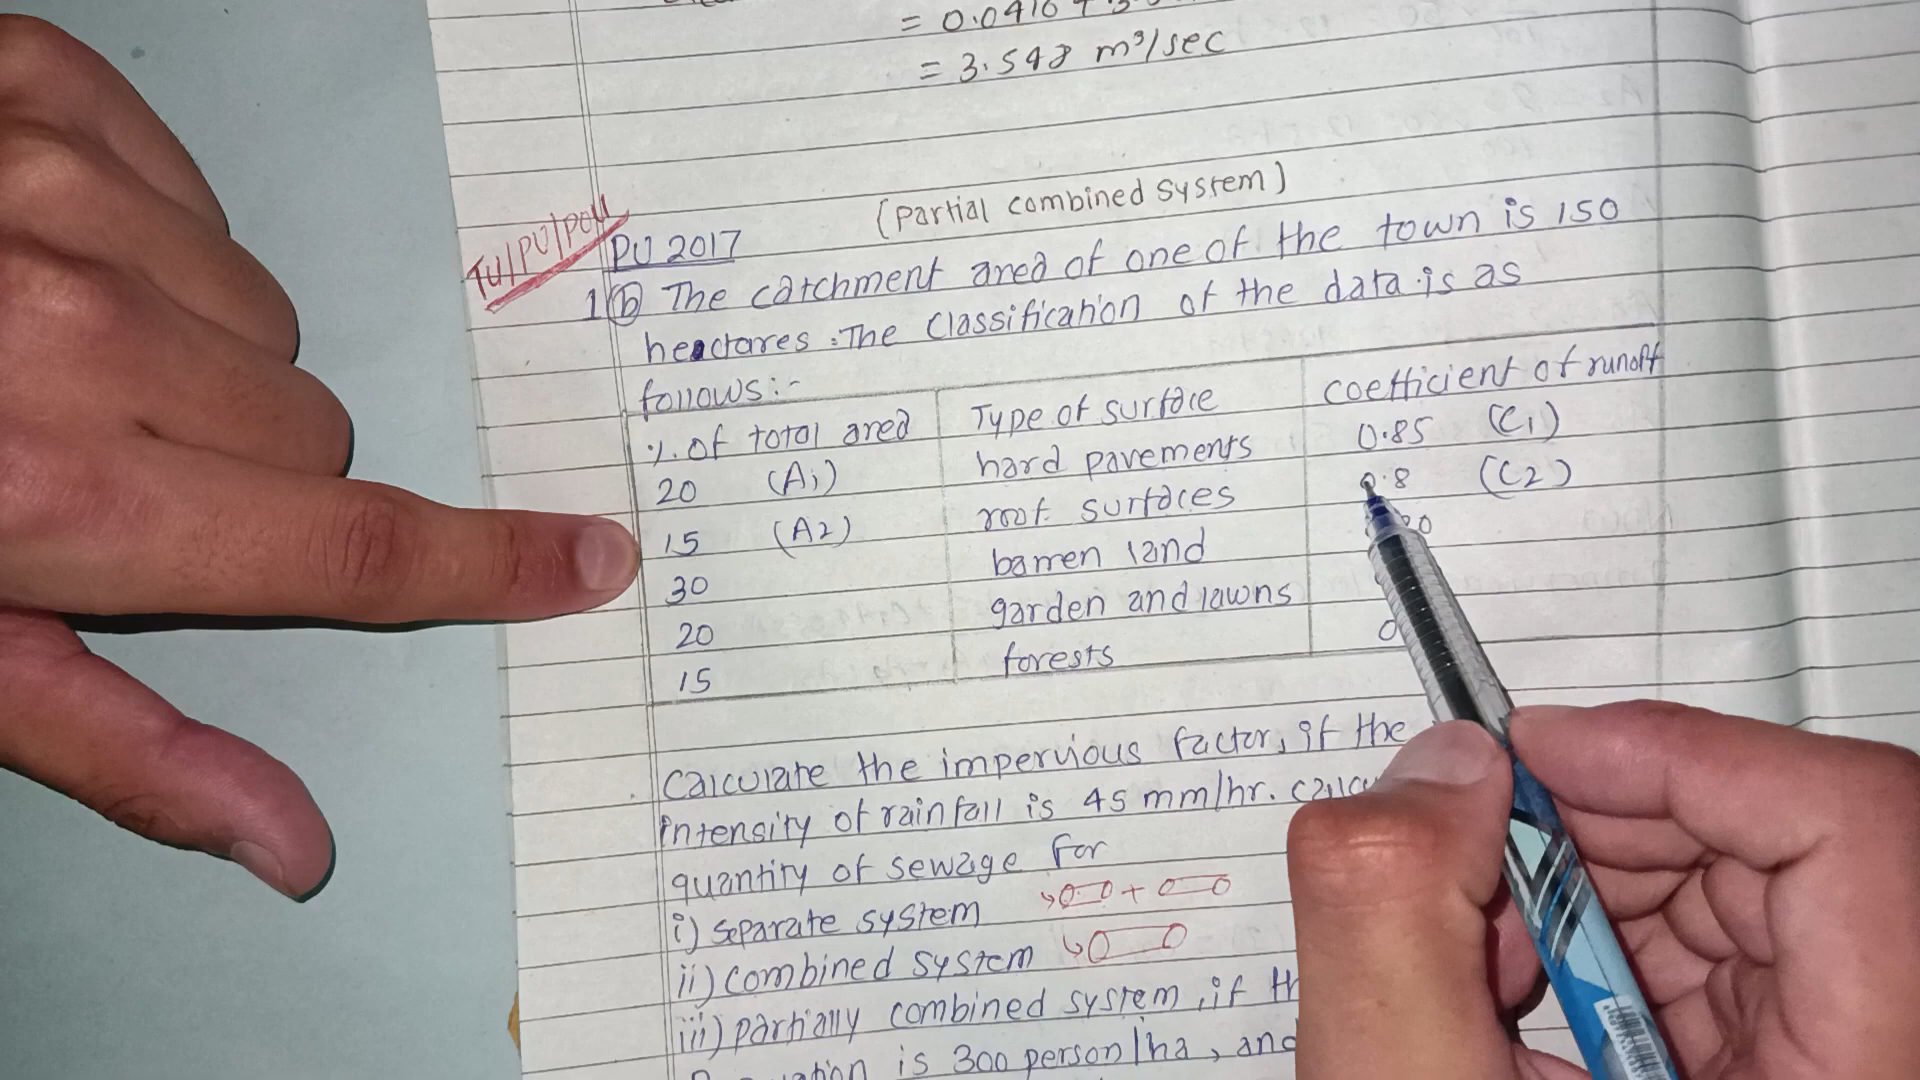 = 0.0416 + 3.
= 3.548 m³/sec
(Partial combined system)
TU/PU/POU
PU 2017
1 (b) The catchment area of one of the town is 150
hectares. The classification of the data is as
follows:-
%. of total area Type of surface coefficient of runoff
20 (A1) hard pavements 0.85 (C1)
15 (A2) roof surfaces 0.8 (C2)
30 barren land 20
20 garden and lawns
15 forests 0
Calculate the impervious factor, if the
intensity of rainfall is 45 mm/hr.
quantity of sewage for
i) separate system
ii) combined system
iii) partially combined system, if
is 300 person/ha, and